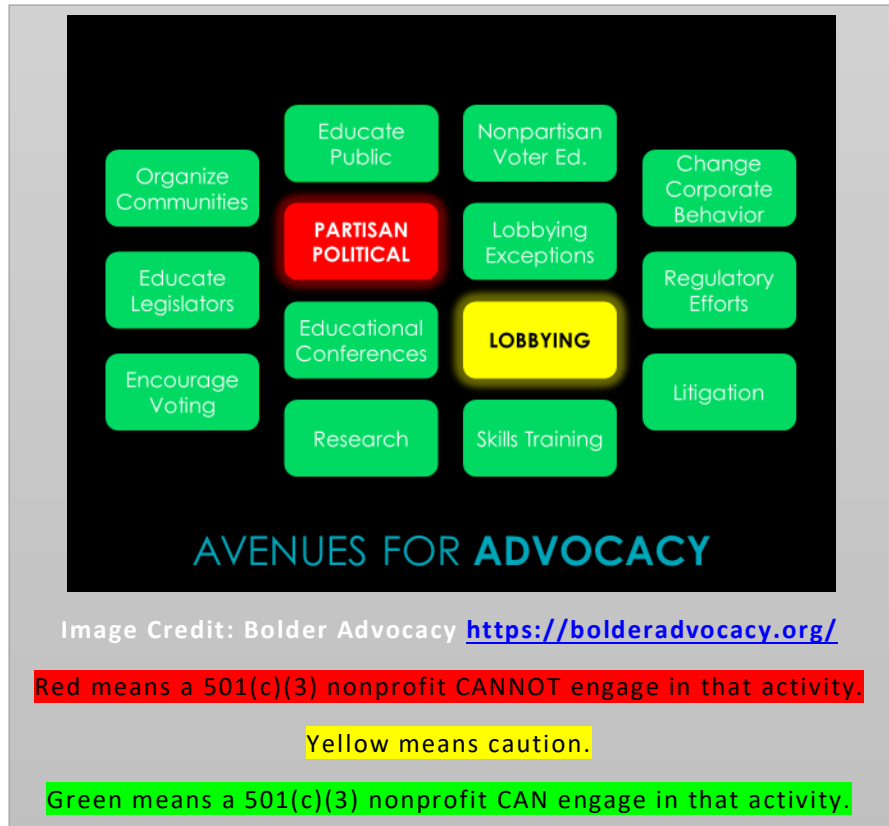 Organize
Communities
Educate
Legislators
Encourage
Voting
Educate
Public
PARTISAN
POLITICAL
Educational
Conferences
Research
Nonpartisan
Voter Ed.
Lobbying
Exceptions
LOBBYING
Skills Training
Change
Corporate
Behavior
Regulatory
Efforts
Litigation
AVENUES FOR ADVOCACY
Image Credit: Bolder Advocacy https://bolderadvocacy.org/
Red means a 501(c)(3) nonprofit CANNOT engage in that activity.
Yellow means caution.
Green means a 501(c)(3) nonprofit CAN engage in that activity.